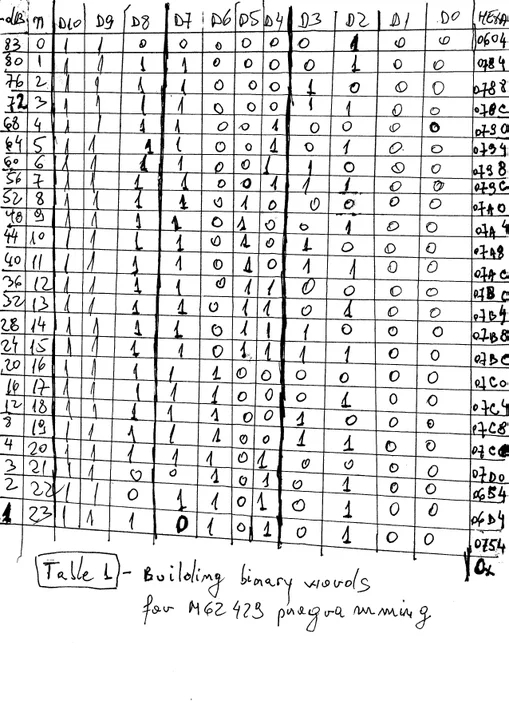 -dB n D10 D9 D8 D7 D6 D5 D4 D3 D2 D1 D0 HEXA
83 0 1 1 0 0 0 0 0 0 1 0 0 0604
80 1 1 1 1 1 0 0 0 0 1 0 0 0784
76 2 1 1 1 1 0 0 0 1 0 0 0 0788
72 3 1 1 1 1 0 0 0 1 1 0 0 078C
68 4 1 1 1 1 0 0 1 0 0 0 0 0790
64 5 1 1 1 1 0 0 1 0 1 0 0 0794
60 6 1 1 1 1 0 0 1 1 0 0 0 0798
56 7 1 1 1 1 0 0 1 1 1 0 0 079C
52 8 1 1 1 1 0 1 0 0 0 0 0 07A0
48 9 1 1 1 1 0 1 0 0 1 0 0 07A4
44 10 1 1 1 1 0 1 0 1 0 0 0 07A8
40 11 1 1 1 1 0 1 0 1 1 0 0 07AC
36 12 1 1 1 1 0 1 1 0 0 0 0 07BC
32 13 1 1 1 1 0 1 1 0 1 0 0 07B4
28 14 1 1 1 1 0 1 1 1 0 0 0 07B8
24 15 1 1 1 1 0 1 1 1 1 0 0 07BC
20 16 1 1 1 1 1 0 0 0 0 0 0 07C0
16 17 1 1 1 1 1 0 0 0 1 0 0 07C4
12 18 1 1 1 1 1 0 0 1 0 0 0 07C8
8 19 1 1 1 1 1 0 0 1 1 0 0 07CC
4 20 1 1 1 1 1 0 1 0 0 0 0 07D0
3 21 1 1 0 0 1 0 1 0 1 0 0 0654
2 22 1 1 0 1 1 0 1 0 1 0 0 06D4
1 23 1 1 1 0 1 0 1 0 1 0 0 0754
0x
Table 1 - Building binary words
for M62429 programming